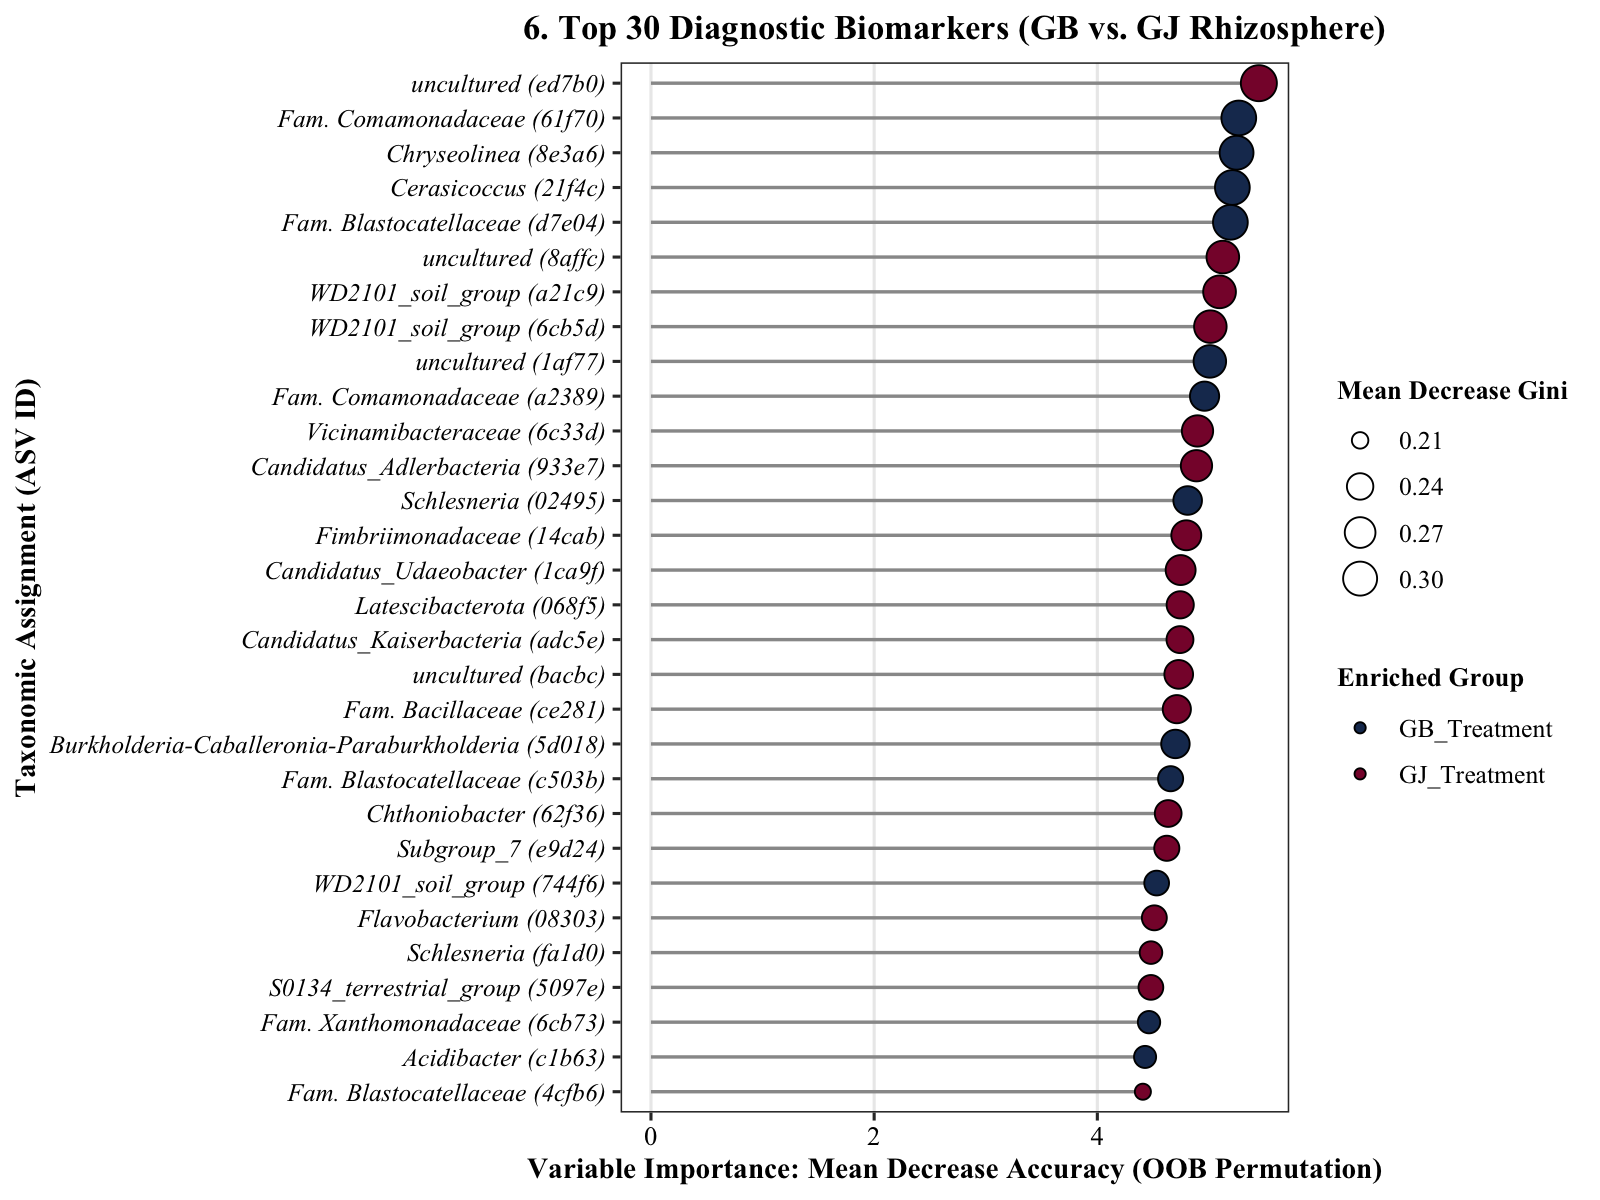 6. Top 30 Diagnostic Biomarkers (GB vs. GJ Rhizosphere)
Taxonomic Assignment (ASV ID)
uncultured (ed7b0)
Fam. Comamonadaceae (61f70)
Chryseolinea (8e3a6)
Cerasicoccus (21f4c)
Fam. Blastocatellaceae (d7e04)
uncultured (8affc)
WD2101_soil_group (a21c9)
WD2101_soil_group (6cb5d)
uncultured (1af77)
Fam. Comamonadaceae (a2389)
Vicinamibacteraceae (6c33d)
Candidatus_Adlerbacteria (933e7)
Schlesneria (02495)
Fimbriimonadaceae (14cab)
Candidatus_Udaeobacter (1ca9f)
Latescibacterota (068f5)
Candidatus_Kaiserbacteria (adc5e)
uncultured (bacbc)
Fam. Bacillaceae (ce281)
Burkholderia-Caballeronia-Paraburkholderia (5d018)
Fam. Blastocatellaceae (c503b)
Chthoniobacter (62f36)
Subgroup_7 (e9d24)
WD2101_soil_group (744f6)
Flavobacterium (08303)
Schlesneria (fa1d0)
S0134_terrestrial_group (5097e)
Fam. Xanthomonadaceae (6cb73)
Acidibacter (c1b63)
Fam. Blastocatellaceae (4cfb6)
0 2 4
Variable Importance: Mean Decrease Accuracy (OOB Permutation)
Mean Decrease Gini
0.21
0.24
0.27
0.30
Enriched Group
GB_Treatment
GJ_Treatment